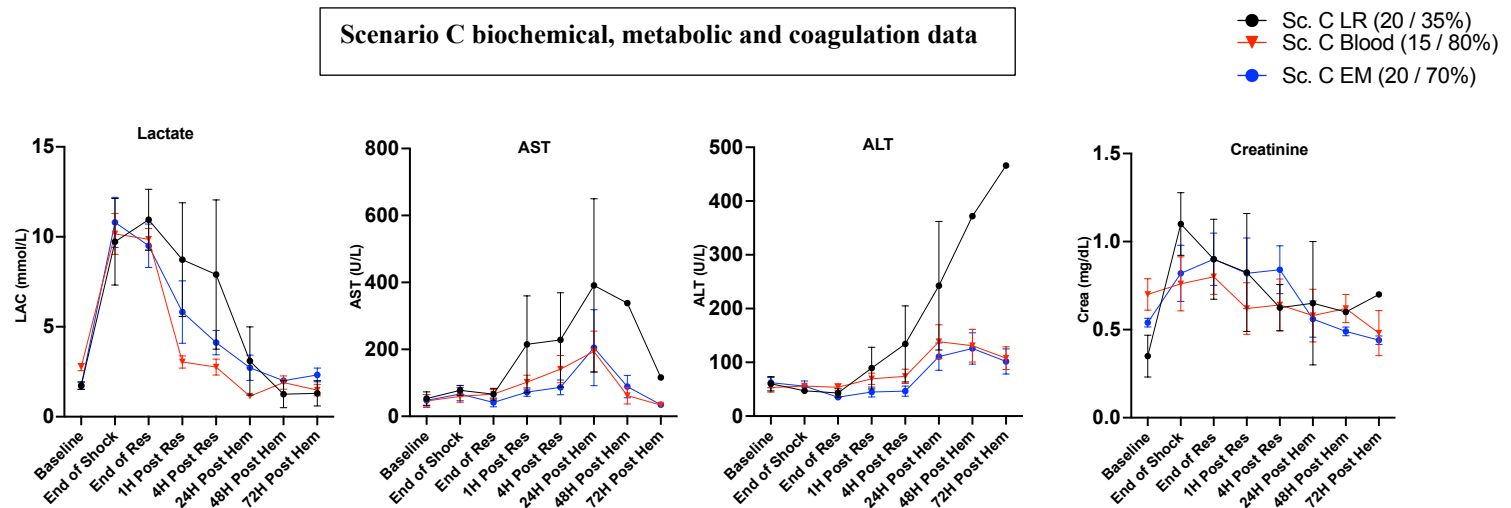 Scenario C biochemical, metabolic and coagulation data
Sc. C LR (20 / 35%)
Sc. C Blood (15 / 80%)
Sc. C EM (20 / 70%)
Lactate
LAC (mmol/L)
15
10
5
0
Baseline
End of Shock
End of Res
1H Post Res
4H Post Res
24H Post Hem
48H Post Hem
72H Post Hem
AST
AST (U/L)
800
600
400
200
0
Baseline
End of Shock
End of Res
1H Post Res
4H Post Res
24H Post Hem
48H Post Hem
72H Post Hem
ALT
ALT (U/L)
500
400
300
200
100
0
Baseline
End of Shock
End of Res
1H Post Res
4H Post Res
24H Post Hem
48H Post Hem
72H Post Hem
Creatinine
Crea (mg/dL)
1.5
1.0
0.5
0.0
Baseline
End of Shock
End of Res
1H Post Res
4H Post Res
24H Post Hem
48H Post Hem
72H Post Hem